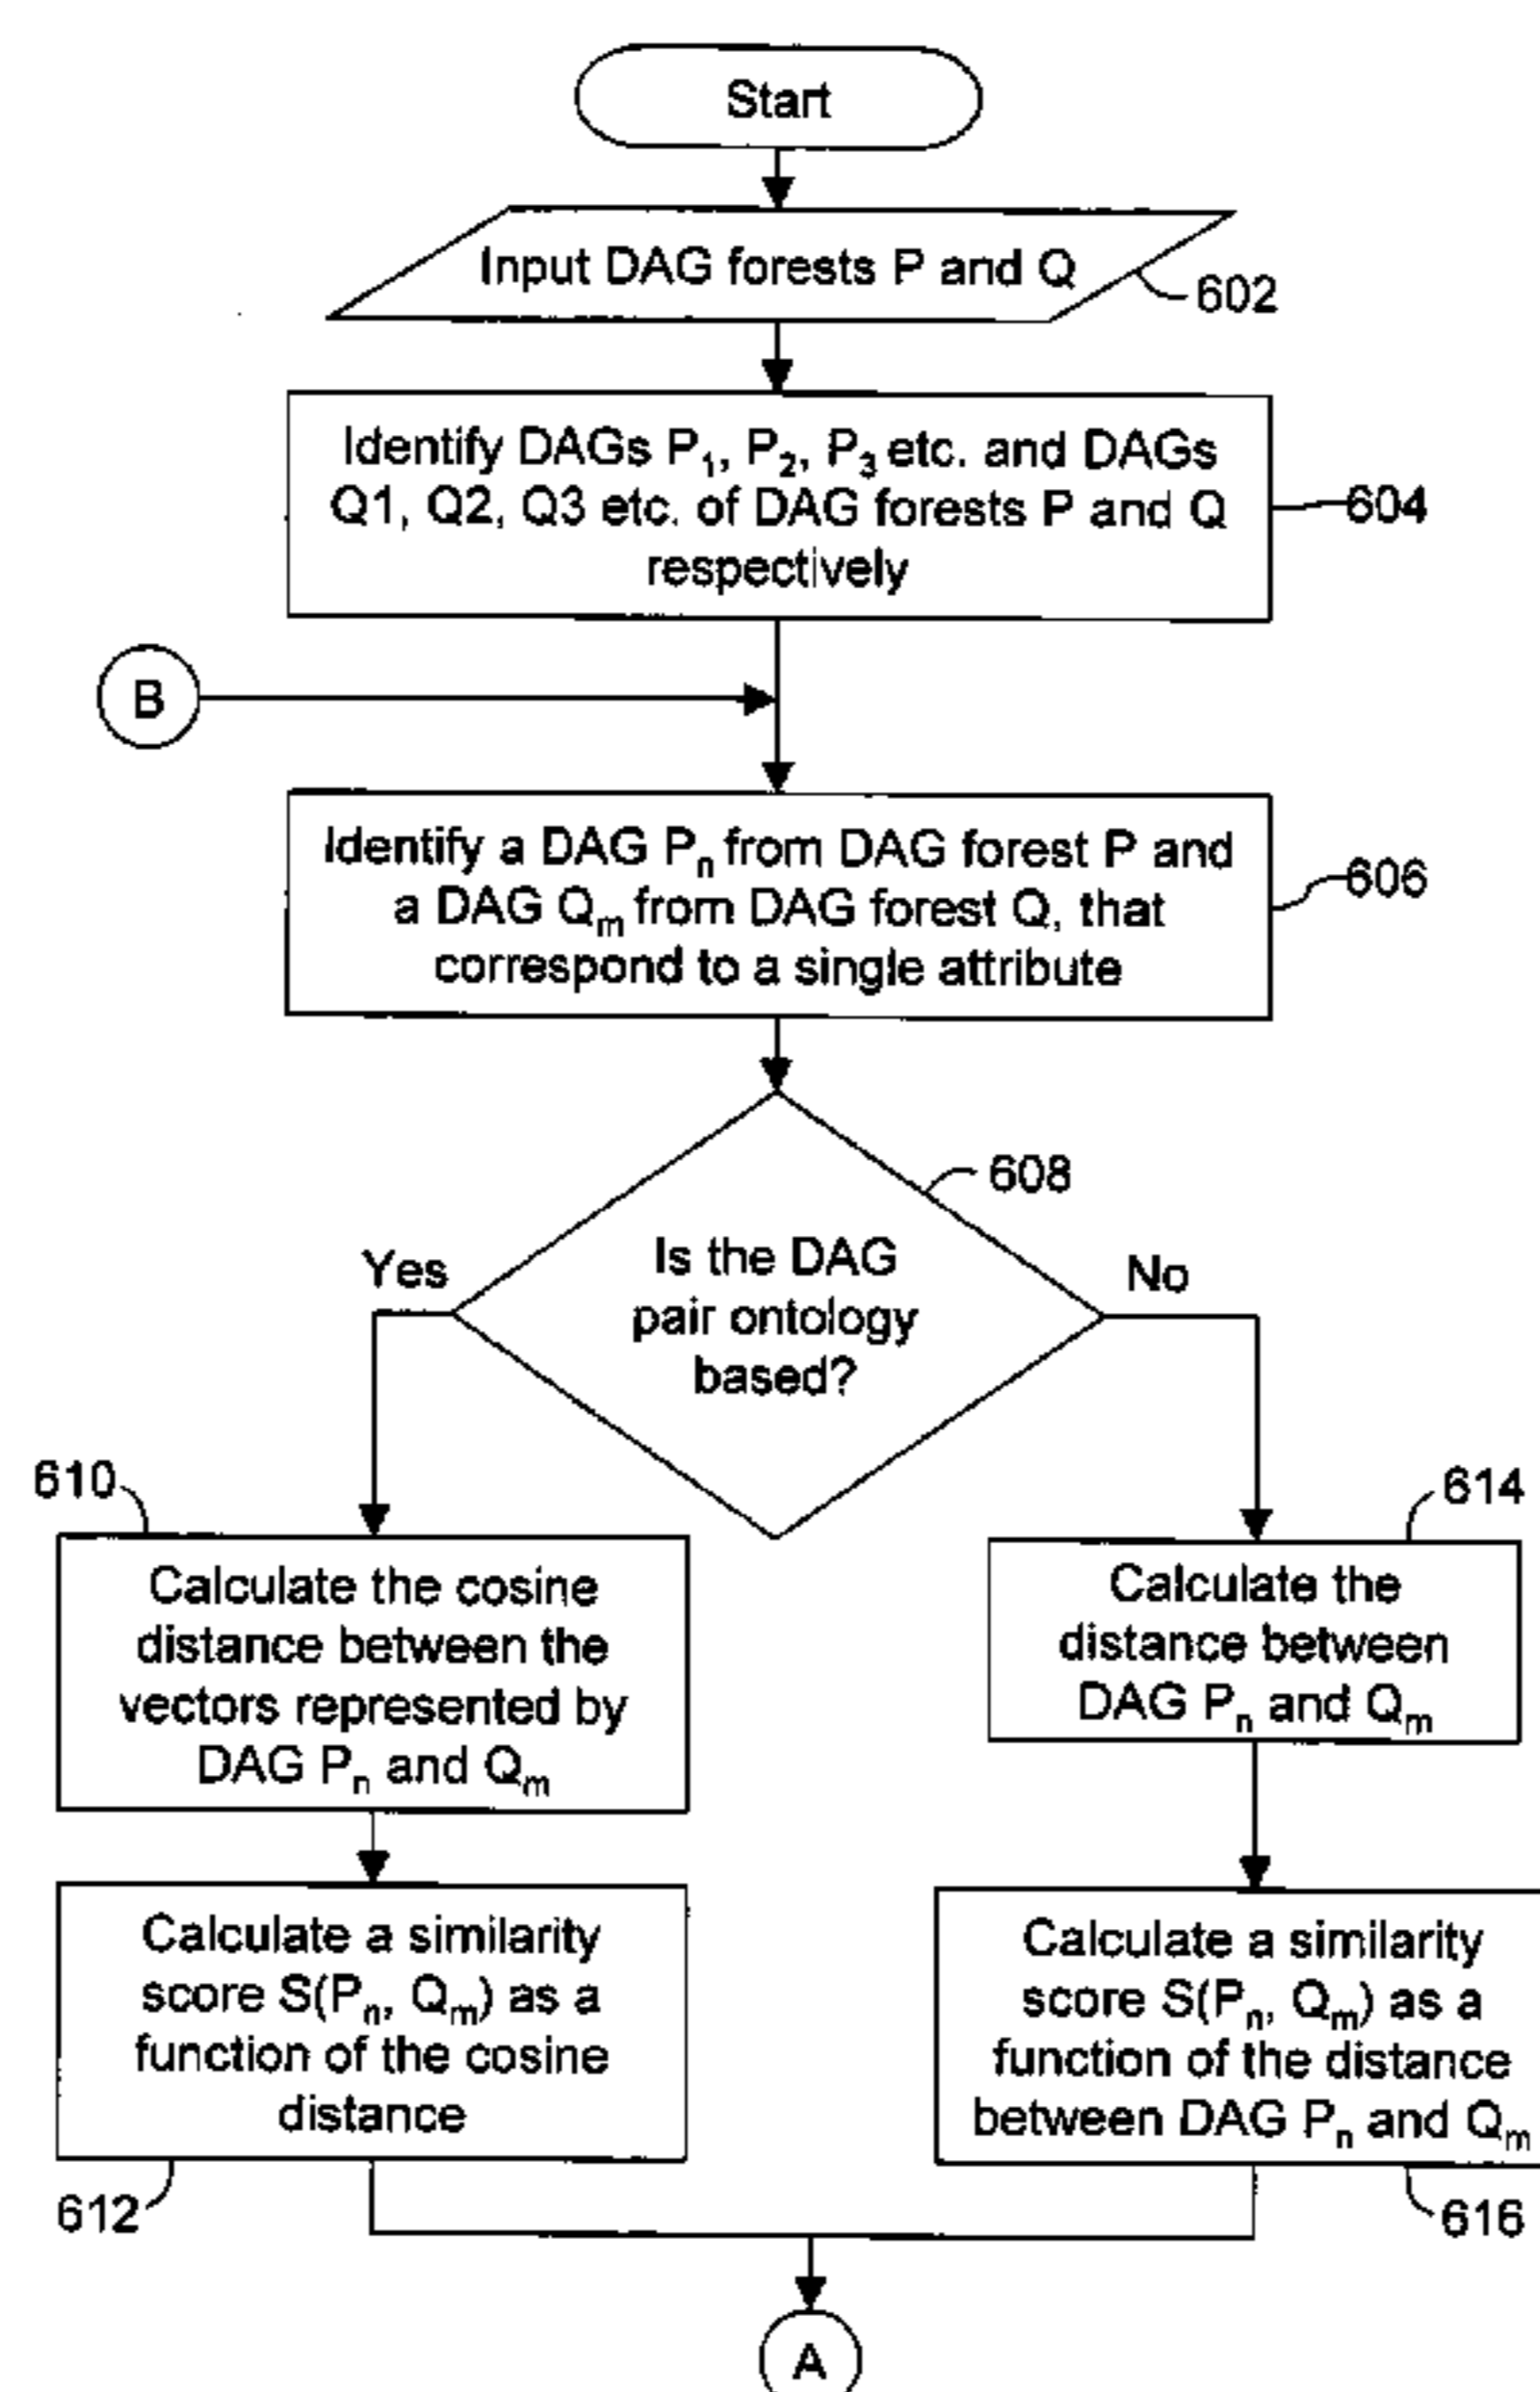 Start
Input DAG forests P and Q
602
Identify DAGs P₁, P₂, P₃ etc. and DAGs
Q1, Q2, Q3 etc. of DAG forests P and Q
respectively
604
B
Identify a DAG Pₙ from DAG forest P and
a DAG Qₘ from DAG forest Q, that
correspond to a single attribute
606
608
Is the DAG
pair ontology
based?
Yes
No
610
Calculate the cosine
distance between the
vectors represented by
DAG Pₙ and Qₘ
614
Calculate the
distance between
DAG Pₙ and Qₘ
Calculate a similarity
score S(Pₙ, Qₘ) as a
function of the cosine
distance
612
Calculate a similarity
score S(Pₙ, Qₘ) as a
function of the distance
between DAG Pₙ and Qₘ
616
A